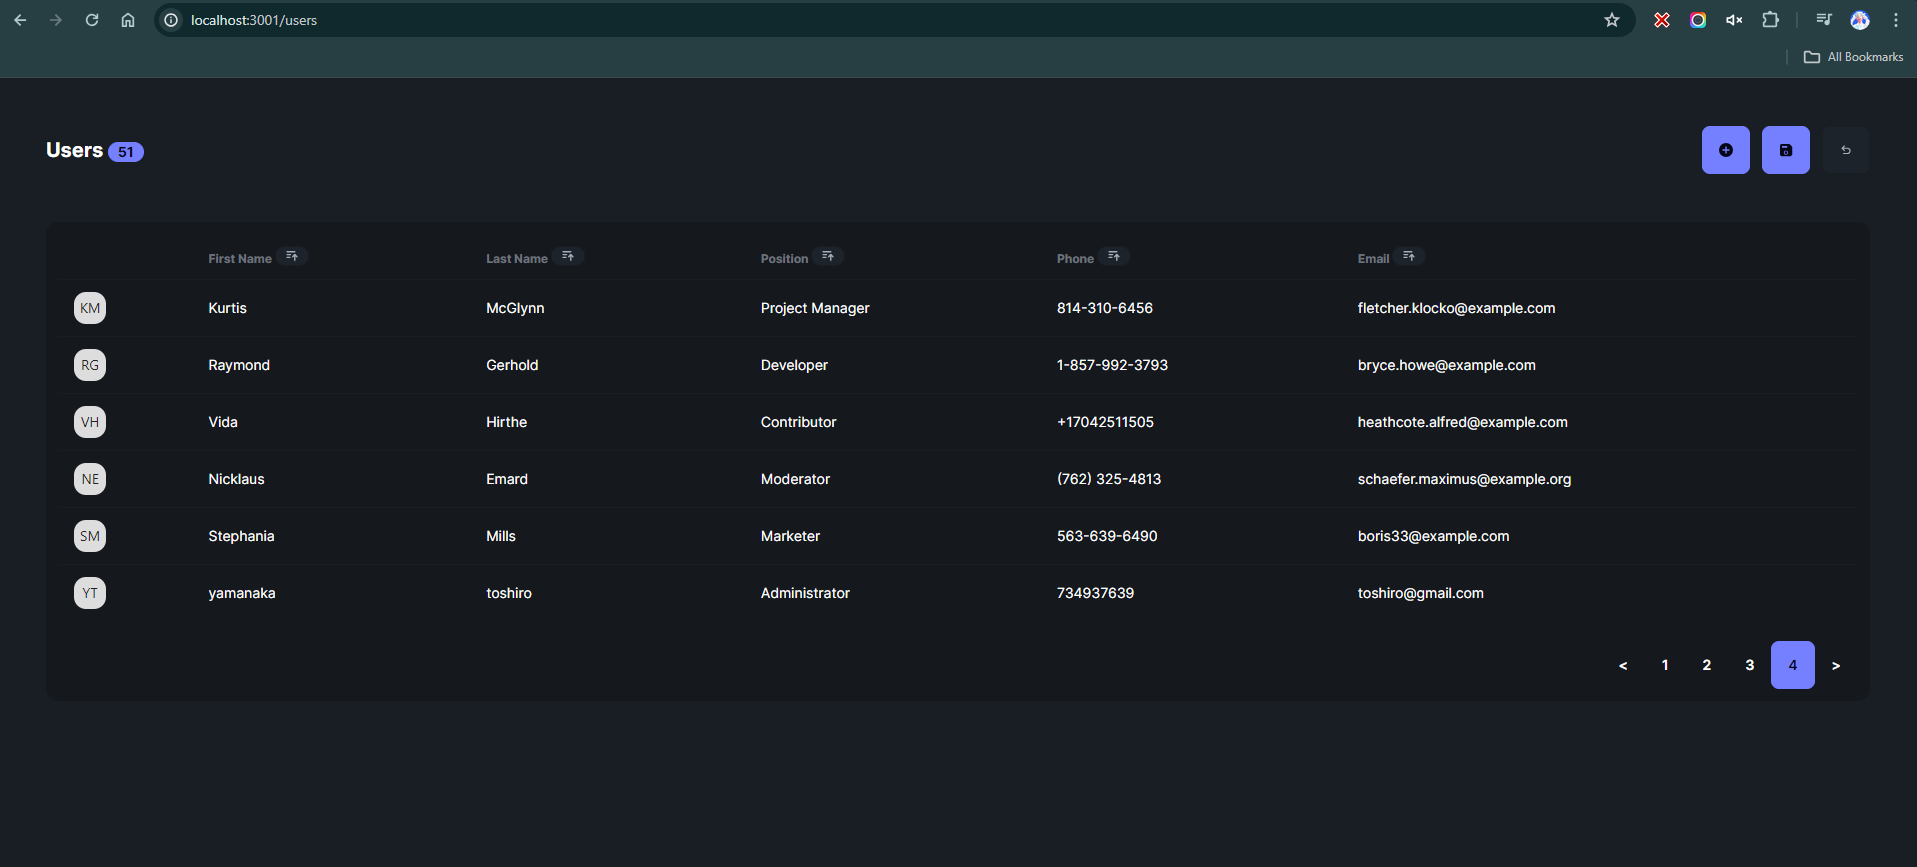 localhost:3001/users
All Bookmarks
Users 51
First Name Last Name Position Phone Email
KM Kurtis McGlynn Project Manager 814-310-6456 fletcher.klocko@example.com
RG Raymond Gerhold Developer 1-857-992-3793 bryce.howe@example.com
VH Vida Hirthe Contributor +17042511505 heathcote.alfred@example.com
NE Nicklaus Emard Moderator (762) 325-4813 schaefer.maximus@example.org
SM Stephania Mills Marketer 563-639-6490 boris33@example.com
YT yamanaka toshiro Administrator 734937639 toshiro@gmail.com
< 1 2 3 4 >